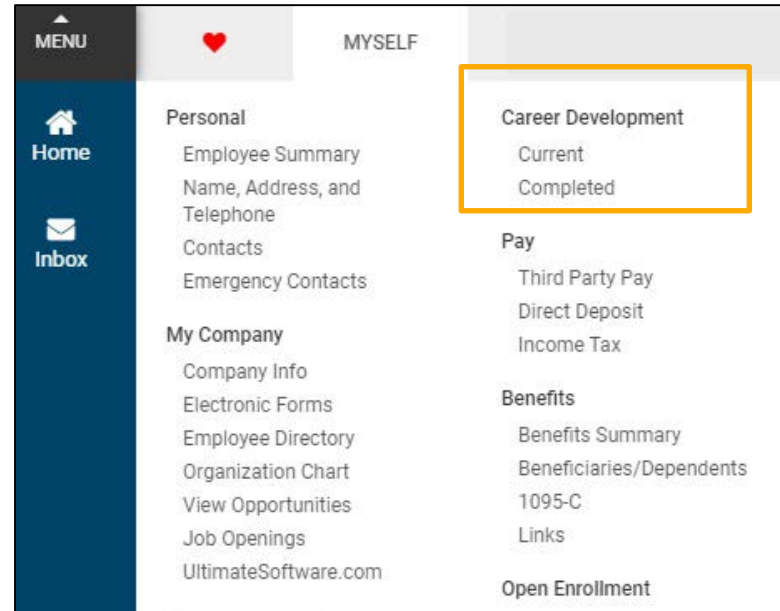 MENU
MYSELF
Home
Inbox
Personal
Employee Summary
Name, Address, and
Telephone
Contacts
Emergency Contacts
My Company
Company Info
Electronic Forms
Employee Directory
Organization Chart
View Opportunities
Job Openings
UltimateSoftware.com
Career Development
Current
Completed
Pay
Third Party Pay
Direct Deposit
Income Tax
Benefits
Benefits Summary
Beneficiaries/Dependents
1095-C
Links
Open Enrollment